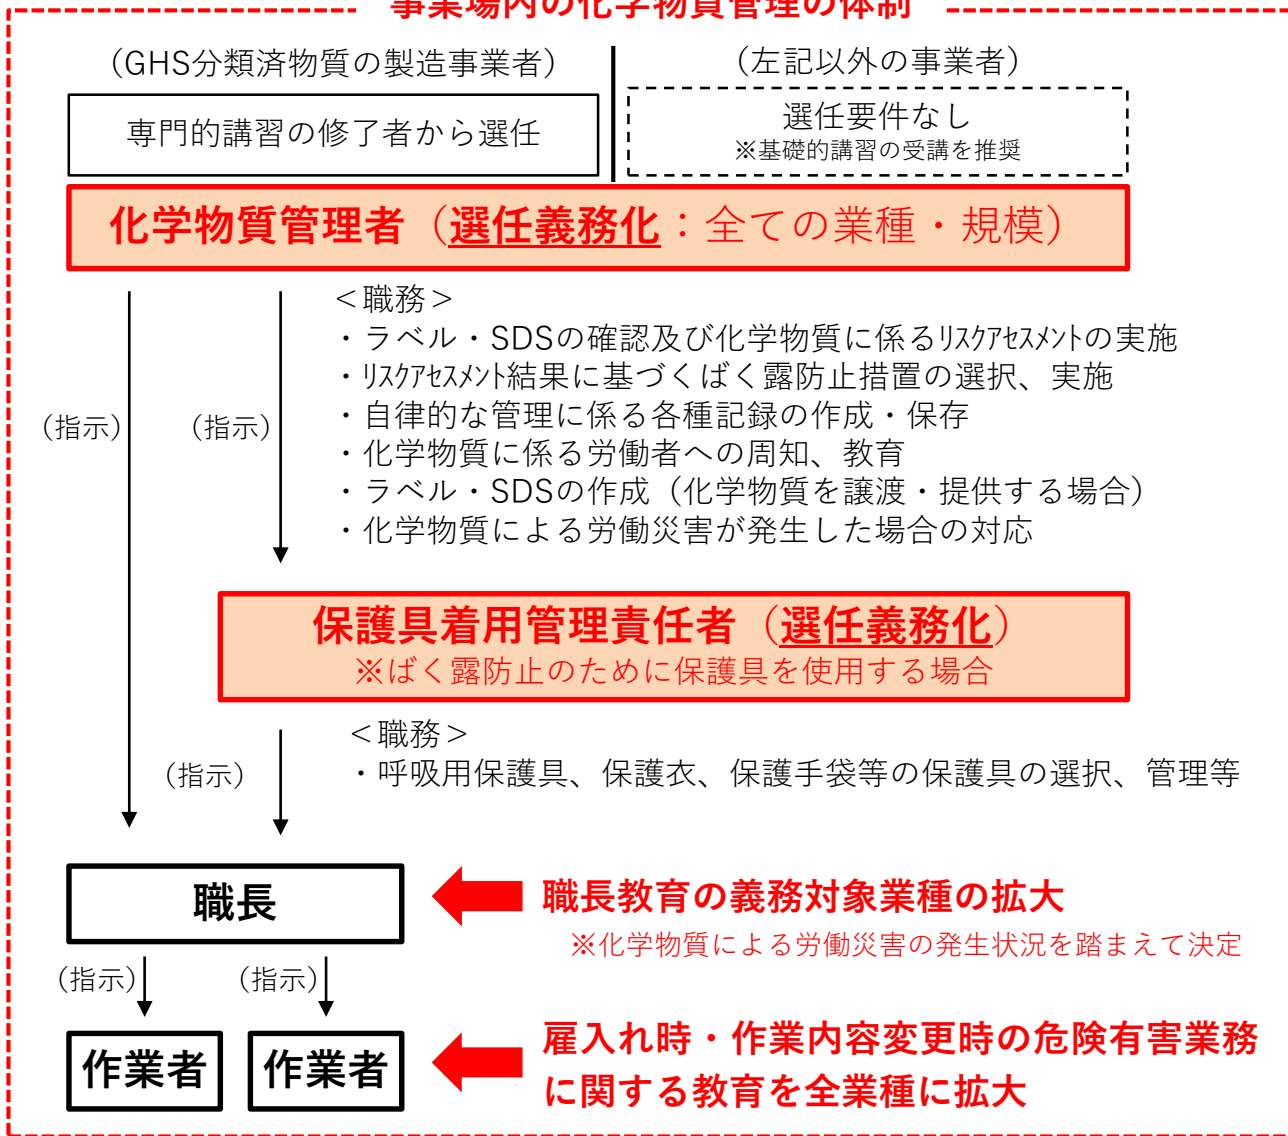 事業場内の化学物質管理の体制
（GHS分類済物質の製造事業者）
（左記以外の事業者）
専門的講習の修了者から選任
選任要件なし
※基礎的講習の受講を推奨
化学物質管理者（選任義務化：全ての業種・規模）
＜職務＞
・ラベル・SDSの確認及び化学物質に係るﾘｽｸｱｾｽﾒﾝﾄの実施
・ﾘｽｸｱｾｽﾒﾝﾄ結果に基づくばく露防止措置の選択、実施
・自律的な管理に係る各種記録の作成・保存
・化学物質に係る労働者への周知、教育
・ラベル・SDSの作成（化学物質を譲渡・提供する場合）
・化学物質による労働災害が発生した場合の対応
（指示）
（指示）
保護具着用管理責任者（選任義務化）
※ばく露防止のために保護具を使用する場合
＜職務＞
・呼吸用保護具、保護衣、保護手袋等の保護具の選択、管理等
（指示）
職長
職長教育の義務対象業種の拡大
※化学物質による労働災害の発生状況を踏まえて決定
（指示）
（指示）
作業者
作業者
雇入れ時・作業内容変更時の危険有害業務
に関する教育を全業種に拡大